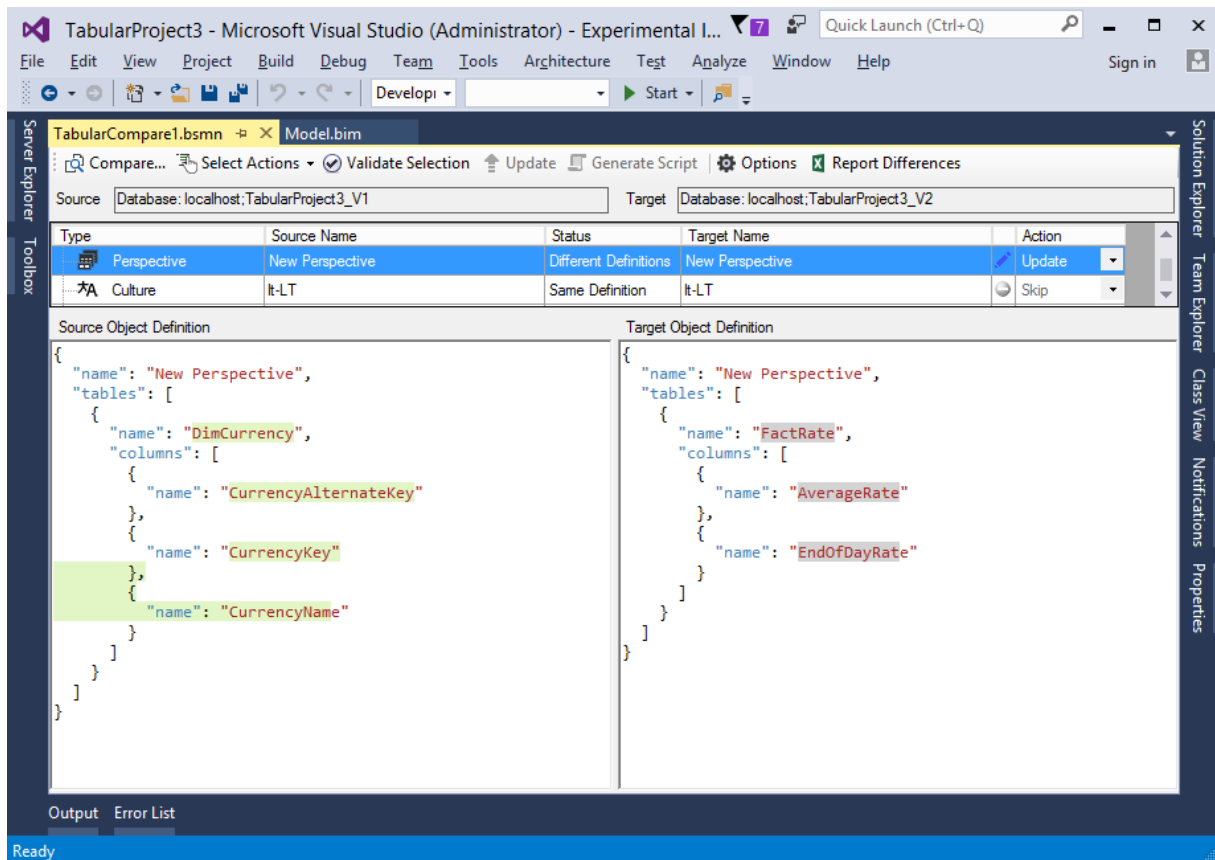 TabularProject3 - Microsoft Visual Studio (Administrator) - Experimental I... 7 Quick Launch (Ctrl+Q)
File Edit View Project Build Debug Team Tools Architecture Test Analyze Window Help Sign in
Start
TabularCompare1.bsmn Model.bim
Compare... Select Actions Validate Selection Update Generate Script Options Report Differences
Source Database: localhost;TabularProject3_V1 Target Database: localhost;TabularProject3_V2
Type Source Name Status Target Name Action
Perspective New Perspective Different Definitions New Perspective Update
Culture lt-LT Same Definition lt-LT Skip
Source Object Definition Target Object Definition
{
"name": "New Perspective",
"tables": [
{
"name": "DimCurrency",
"columns": [
{
"name": "CurrencyAlternateKey"
},
{
"name": "CurrencyKey"
},
{
"name": "CurrencyName"
}
]
}
]
}
{
"name": "New Perspective",
"tables": [
{
"name": "FactRate",
"columns": [
{
"name": "AverageRate"
},
{
"name": "EndOfDayRate"
}
]
}
]
}
Server Explorer
Toolbox
Solution Explorer
Team Explorer
Class View
Notifications
Properties
Output Error List
Ready